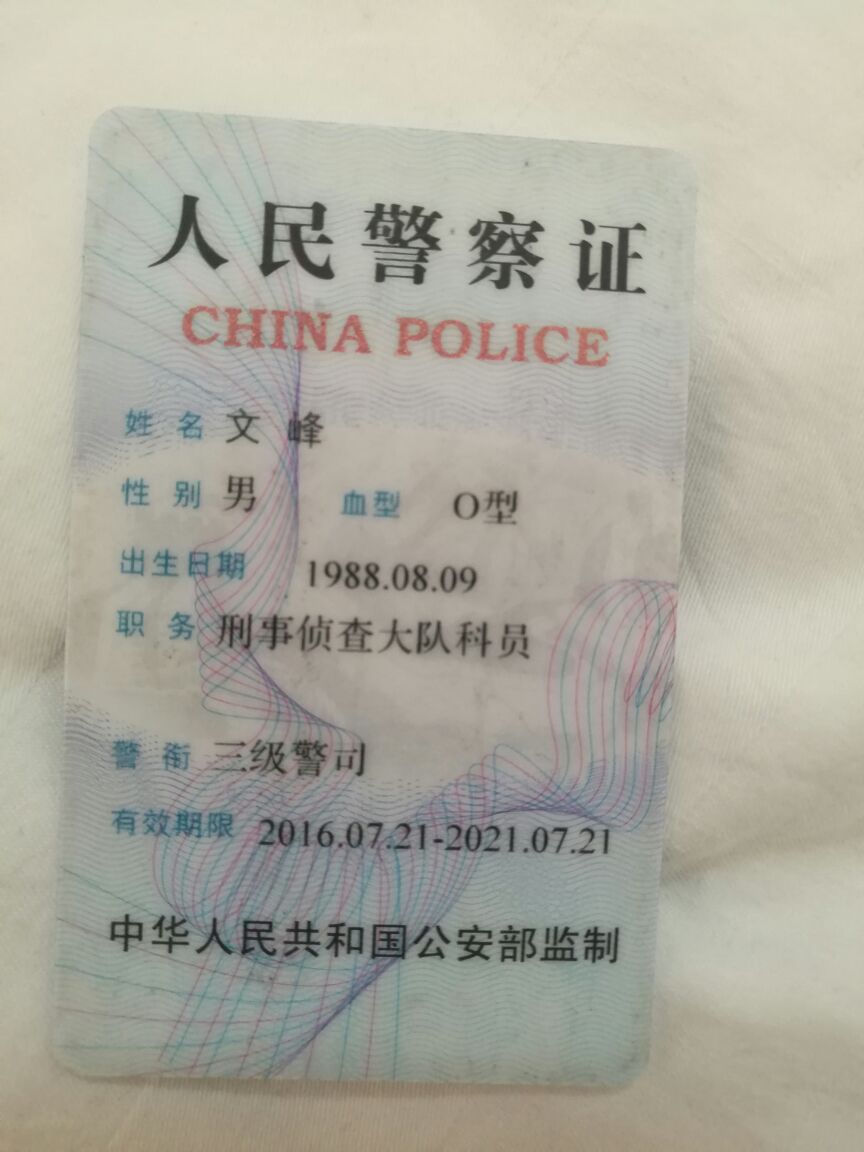 人民警察证
CHINA POLICE
姓名 文峰
性别 男 血型 O型
出生日期 1988.08.09
职务 刑事侦查大队科员
警衔 三级警司
有效期限 2016.07.21-2021.07.21
中华人民共和国公安部监制